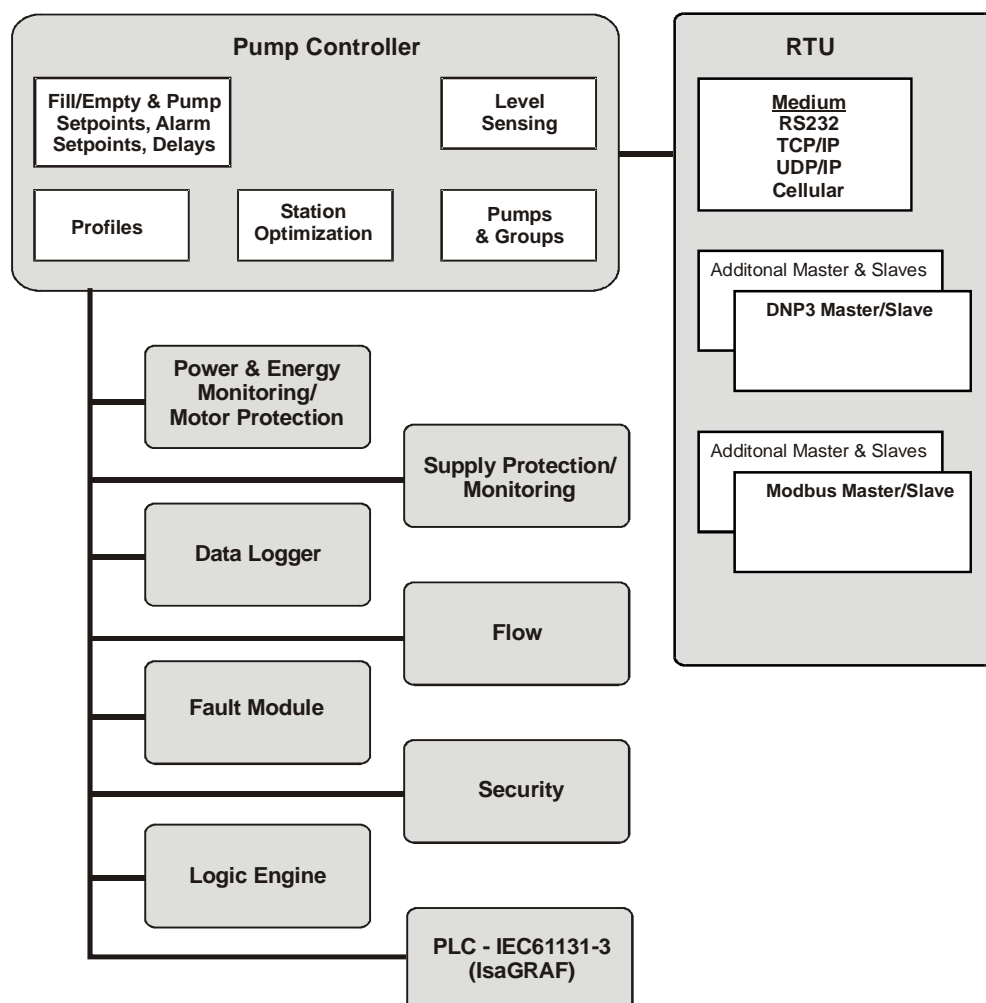 Pump Controller
Fill/Empty & Pump
Setpoints, Alarm
Setpoints, Delays
Level
Sensing
Profiles
Station
Optimization
Pumps
& Groups
RTU
Medium
RS232
TCP/IP
UDP/IP
Cellular
Additonal Master & Slaves
DNP3 Master/Slave
Additonal Master & Slaves
Modbus Master/Slave
Power & Energy
Monitoring/
Motor Protection
Supply Protection/
Monitoring
Data Logger
Flow
Fault Module
Security
Logic Engine
PLC - IEC61131-3
(IsaGRAF)